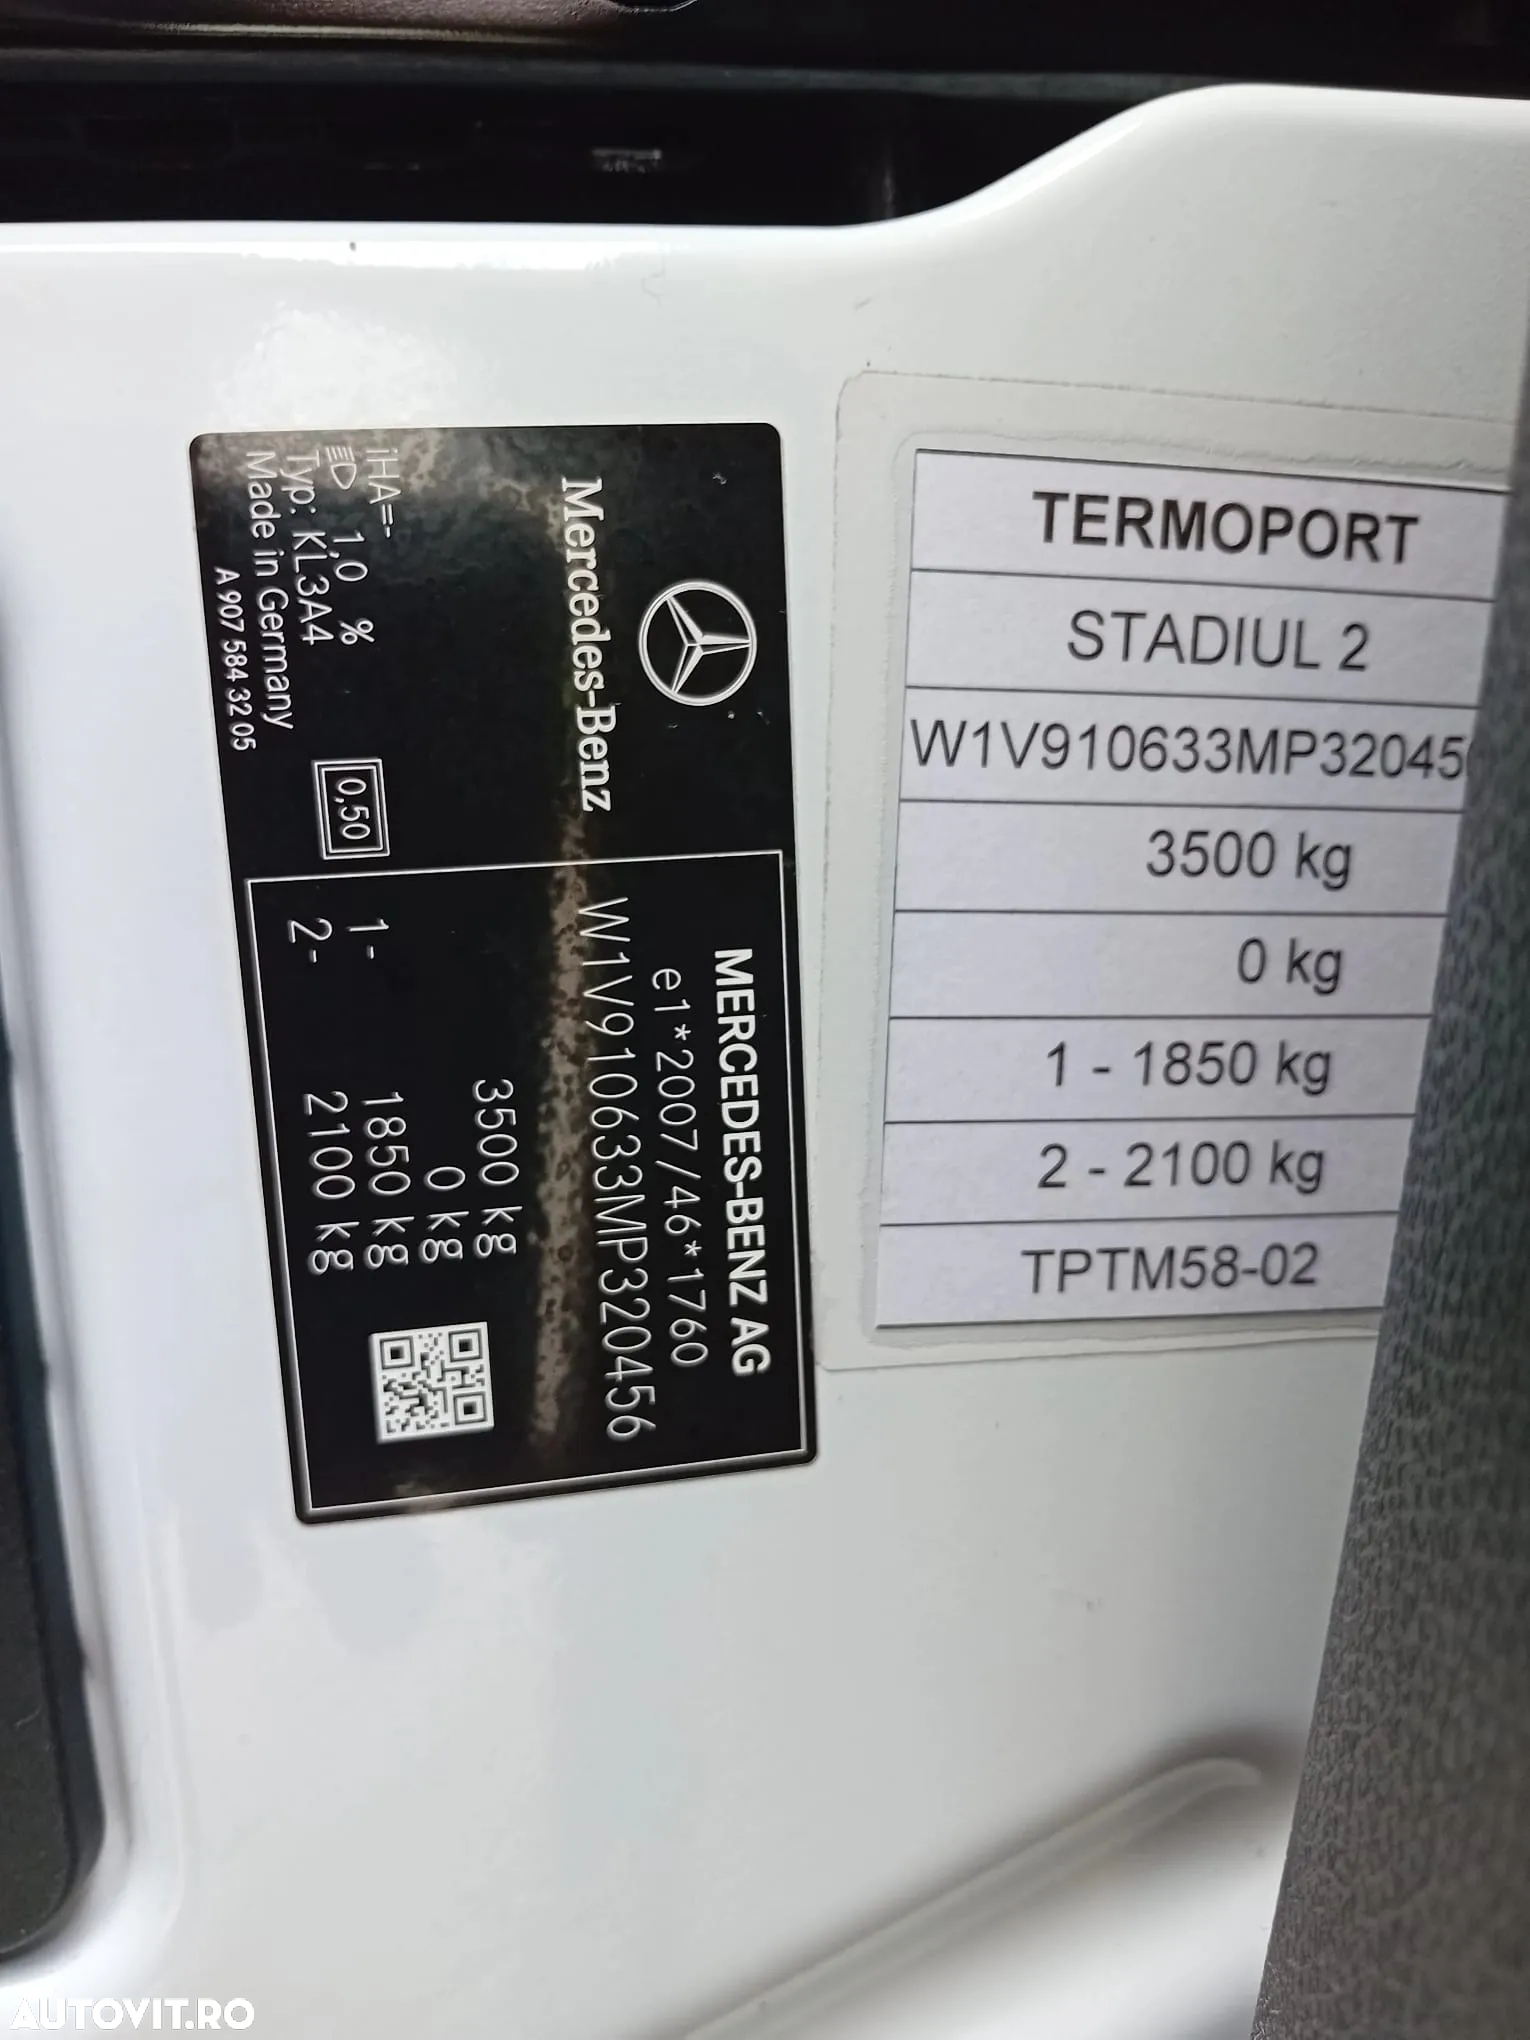 Mercedes-Benz
iHA=-
1,0 %
Typ: KL3A4
Made in Germany
A 907 584 32 05
0,50
MERCEDES-BENZ AG
e1*2007/46*1760
W1V910633MP320456
3500 kg
0 kg
1- 1850 kg
2- 2100 kg
TERMOPORT
STADIUL 2
W1V910633MP32045
3500 kg
0 kg
1 - 1850 kg
2 - 2100 kg
TPTM58-02
AUTOVIT.RO